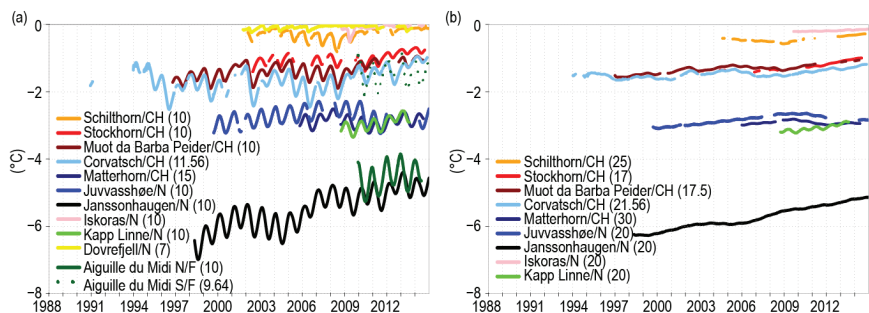 (a)
0
−2
−4
−6
−8
(°C)
Schilthorn/CH (10)
Stockhorn/CH (10)
Muot da Barba Peider/CH (10)
Corvatsch/CH (11.56)
Matterhorn/CH (15)
Juvvasshøe/N (10)
Janssonhaugen/N (10)
Iskoras/N (10)
Kapp Linne/N (10)
Dovrefjell/N (7)
Aiguille du Midi N/F (10)
Aiguille du Midi S/F (9.64)
1988 1991 1994 1997 2000 2003 2006 2009 2012
(b)
0
−2
−4
−6
−8
(°C)
Schilthorn/CH (25)
Stockhorn/CH (17)
Muot da Barba Peider/CH (17.5)
Corvatsch/CH (21.56)
Matterhorn/CH (30)
Juvvasshøe/N (20)
Janssonhaugen/N (20)
Iskoras/N (20)
Kapp Linne/N (20)
1988 1991 1994 1997 2000 2003 2006 2009 2012